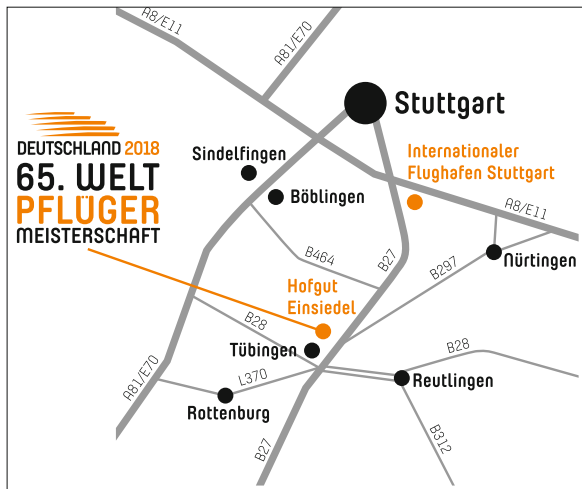 A8/E11
A81/E70
Stuttgart
DEUTSCHLAND 2018
65. WELT
PFLÜGER
MEISTERSCHAFT
Sindelfingen
Internationaler
Flughafen Stuttgart
Böblingen
A8/E11
B464
B27
B297
Nürtingen
Hofgut
Einsiedel
B28
Tübingen
B28
A81/E70
L370
Reutlingen
Rottenburg
B312
B27